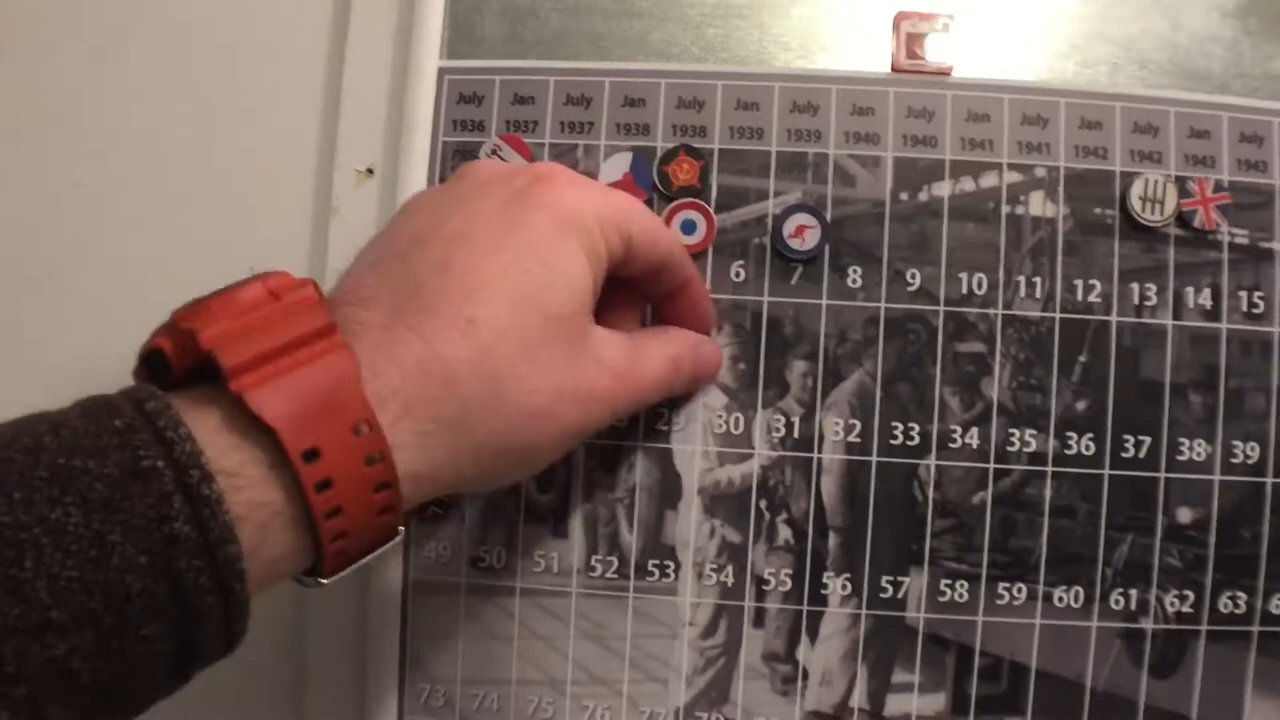 July Jan July Jan July Jan July Jan July Jan July Jan July Jan July
1936 1937 1937 1938 1938 1939 1939 1940 1940 1941 1941 1942 1942 1943 1943
6 7 8 9 10 11 12 13 14 15
29 30 31 32 33 34 35 36 37 38 39
49 50 51 52 53 54 55 56 57 58 59 60 61 62 63
73 74 75 76 77